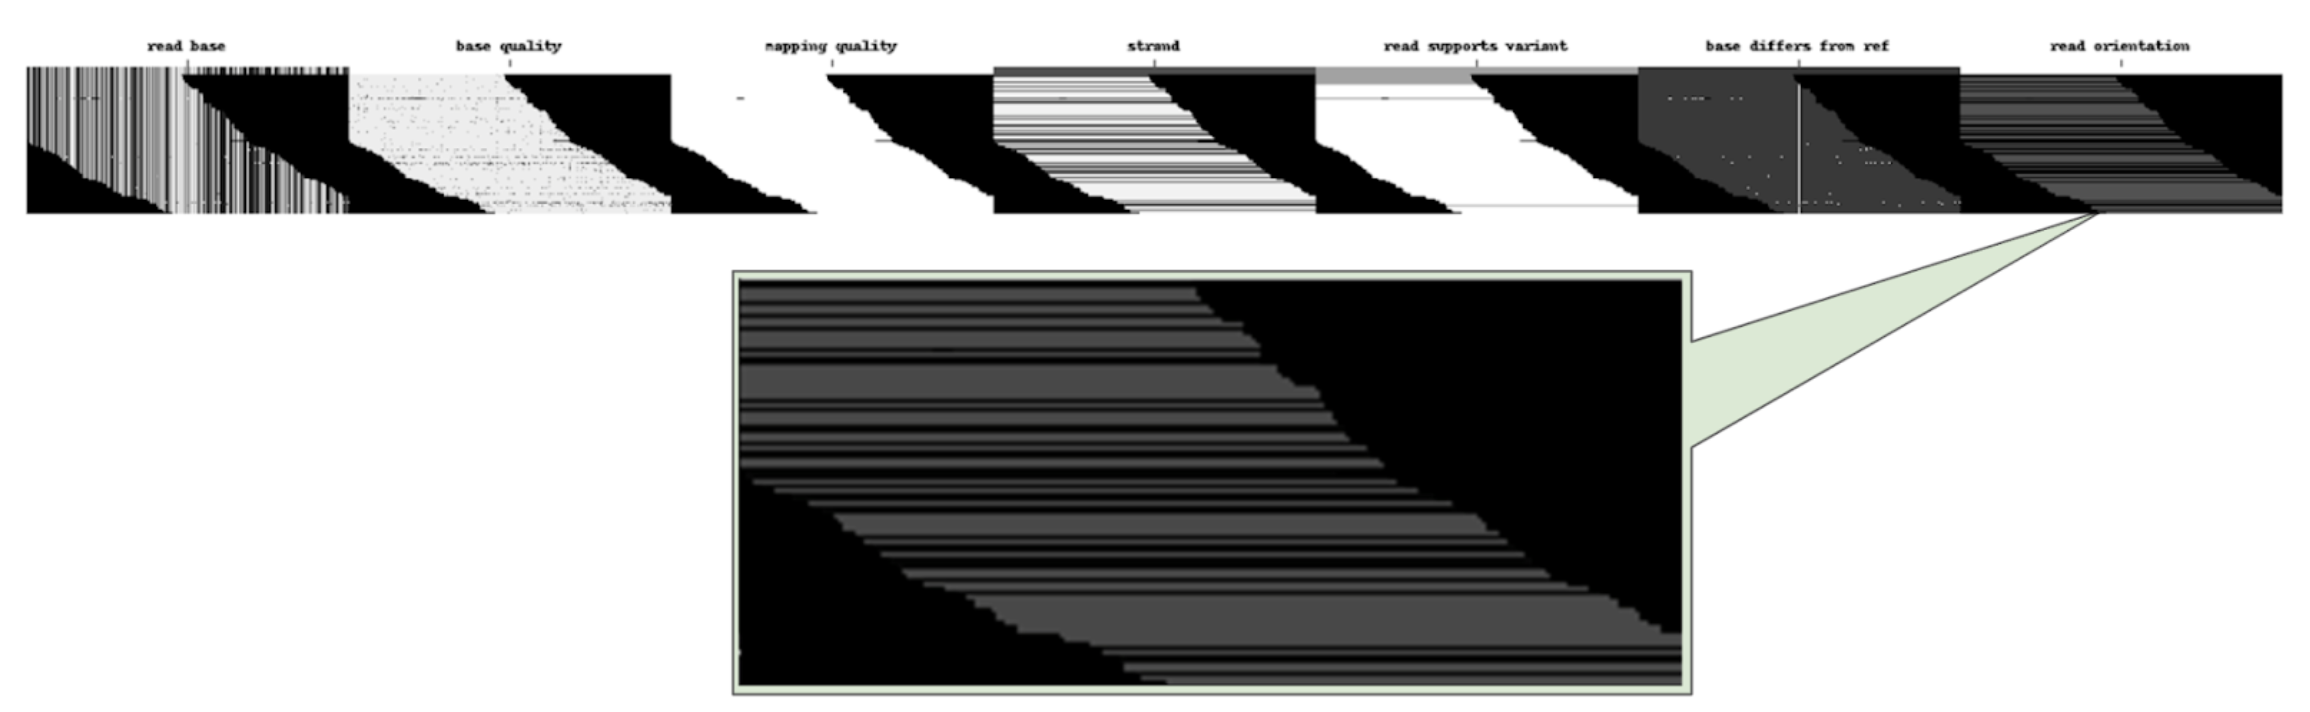 read base
base quality
mapping quality
strand
read supports variant
base differs from ref
read orientation